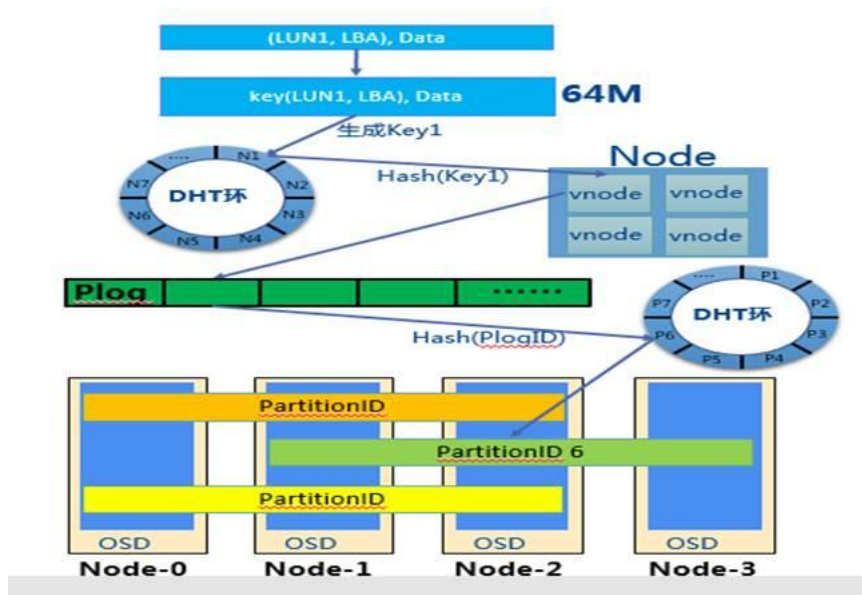 (LUN1, LBA), Data
key(LUN1, LBA), Data
64M
生成Key1
....
N1
N2
N3
N4
N5
N6
N7
DHT环
Hash(Key1)
Node
vnode
vnode
vnode
vnode
Plog
......
Hash(PlogID)
....
P1
P2
P3
P4
P5
P6
P7
DHT环
PartitionID
PartitionID 6
PartitionID
OSD
OSD
OSD
OSD
Node-0
Node-1
Node-2
Node-3